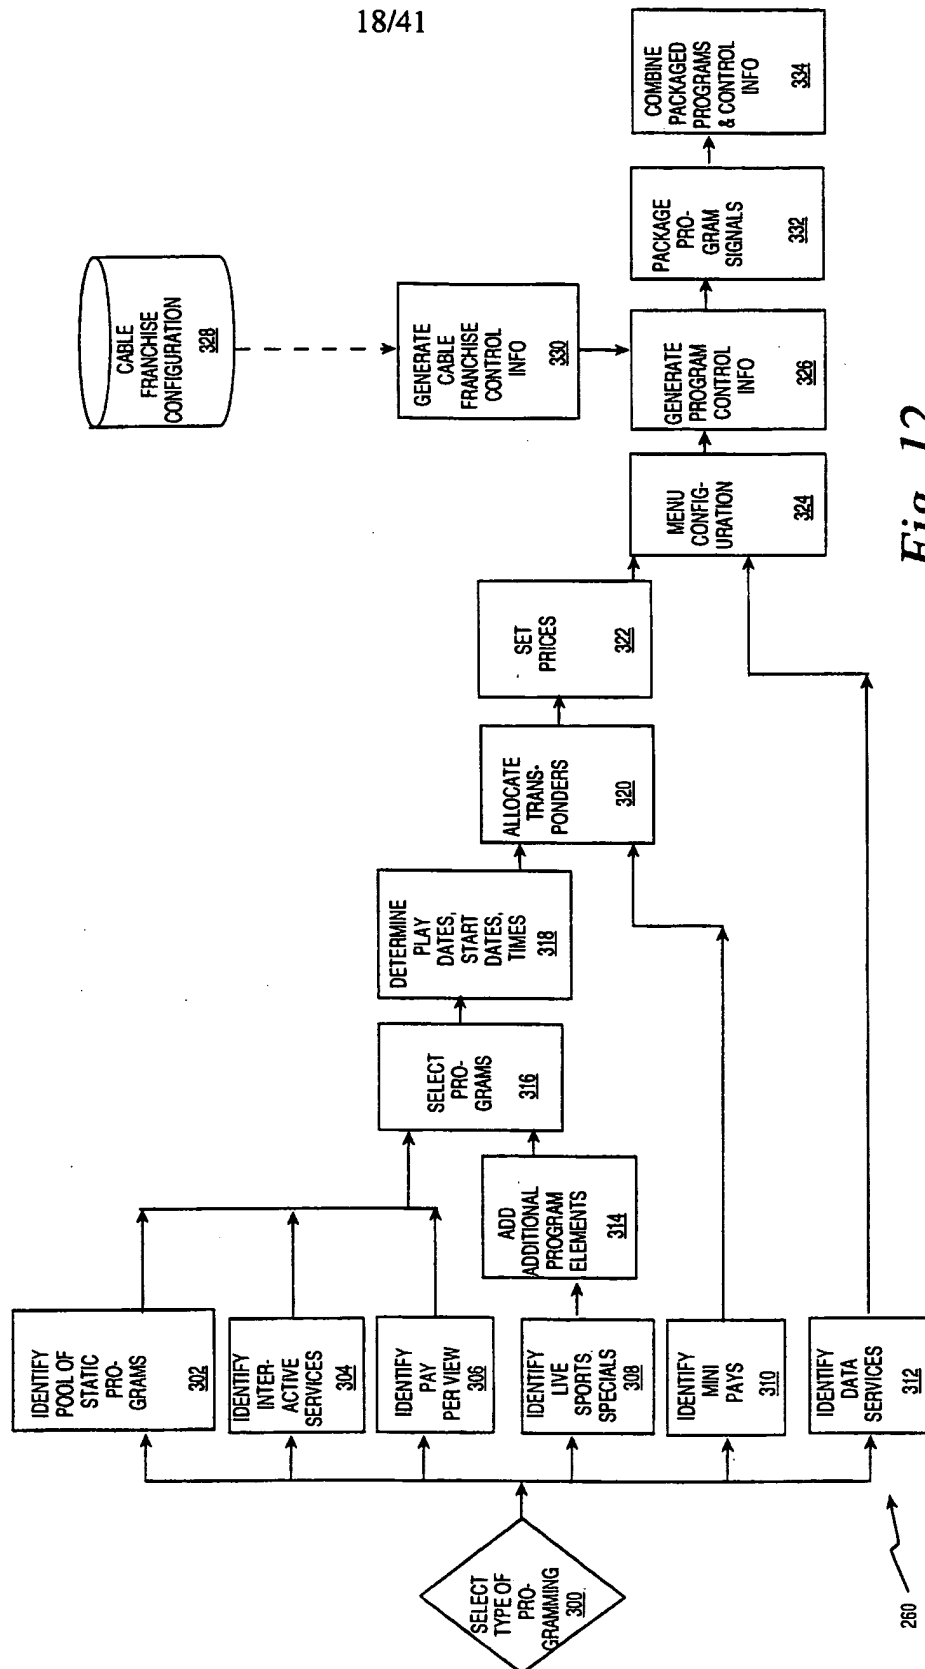 18/41
SELECT
TYPE OF
PRO-
GRAMMING
300
IDENTIFY
POOL OF
STATIC
PRO-
GRAMS
302
IDENTIFY
INTER-
ACTIVE
SERVICES
304
IDENTIFY
PAY
PER VIEW
306
IDENTIFY
LIVE
SPORTS,
SPECIALS
308
IDENTIFY
MINI
PAYS
310
IDENTIFY
DATA
SERVICES
312
ADD
ADDITIONAL
PROGRAM
ELEMENTS
314
SELECT
PRO-
GRAMS
316
DETERMINE
PLAY
DATES,
START
DATES, TIMES
318
ALLOCATE
TRANS-
PONDERS
320
SET
PRICES
322
MENU
CONFIG-
URATION
324
CABLE
FRANCHISE
CONFIGURATION
328
GENERATE
CABLE
FRANCHISE
CONTROL
INFO
330
GENERATE
PROGRAM
CONTROL
INFO
326
PACKAGE
PRO-
GRAM
SIGNALS
332
COMBINE
PACKAGED
PROGRAMS
& CONTROL
INFO
334
260
Fig. 12